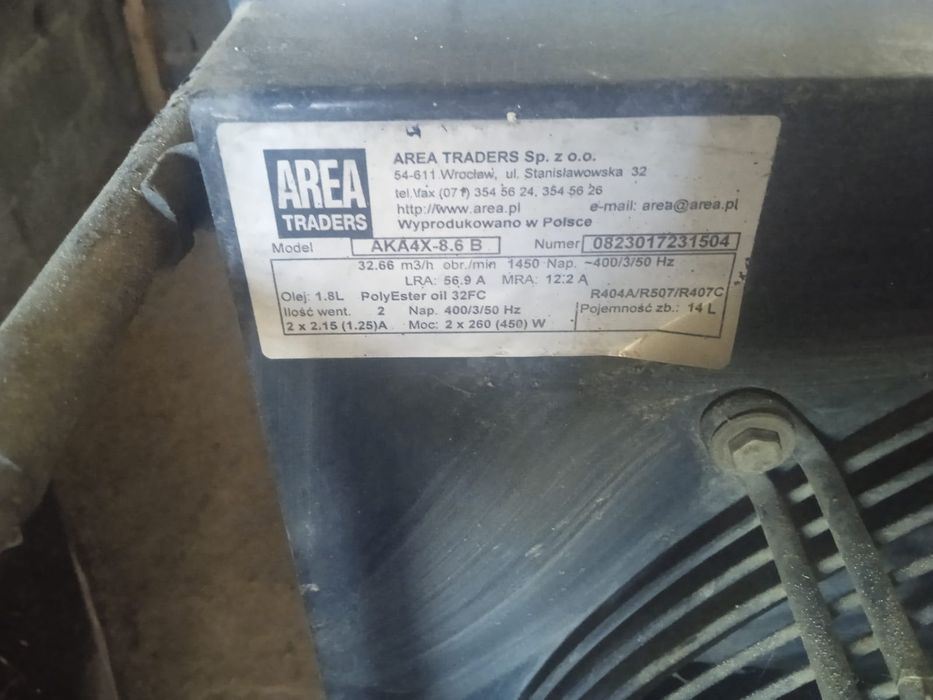 AREA
TRADERS
AREA TRADERS Sp. z o.o.
54-611 Wrocław, ul. Stanisławowska 32
tel./fax (071) 354 56 24, 354 56 26
http://www.area.pl e-mail: area@area.pl
Wyprodukowano w Polsce
Model AKA4X-8.6 B Numer 0823017231504
32.66 m3/h obr./min 1450 Nap. ~400/3/50 Hz
LRA: 56.9 A MRA: 12.2 A
Olej: 1.8L PolyEster oil 32FC R404A/R507/R407C
Ilość went. 2 Nap. 400/3/50 Hz Pojemność zb.: 14 L
2 x 2.15 (1.25)A Moc: 2 x 260 (450) W